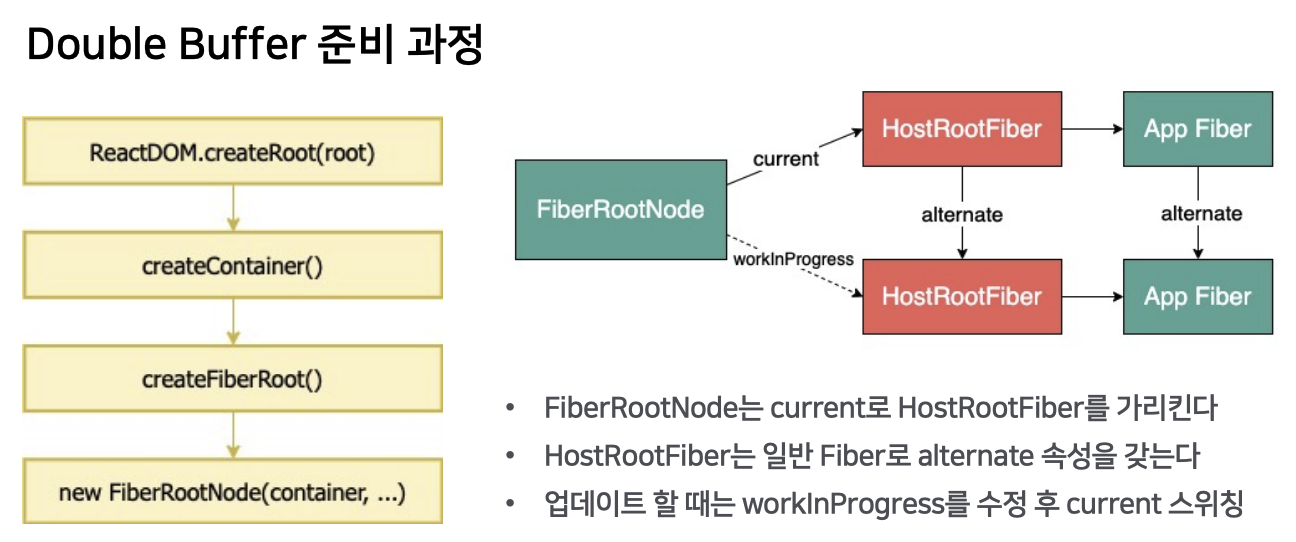 Double Buffer 준비 과정
ReactDOM.createRoot(root)
createContainer()
createFiberRoot()
new FiberRootNode(container, ...)
FiberRootNode
current
workInProgress
HostRootFiber
App Fiber
alternate
alternate
HostRootFiber
App Fiber
• FiberRootNode는 current로 HostRootFiber를 가리킨다
• HostRootFiber는 일반 Fiber로 alternate 속성을 갖는다
• 업데이트 할 때는 workInProgress를 수정 후 current 스위칭